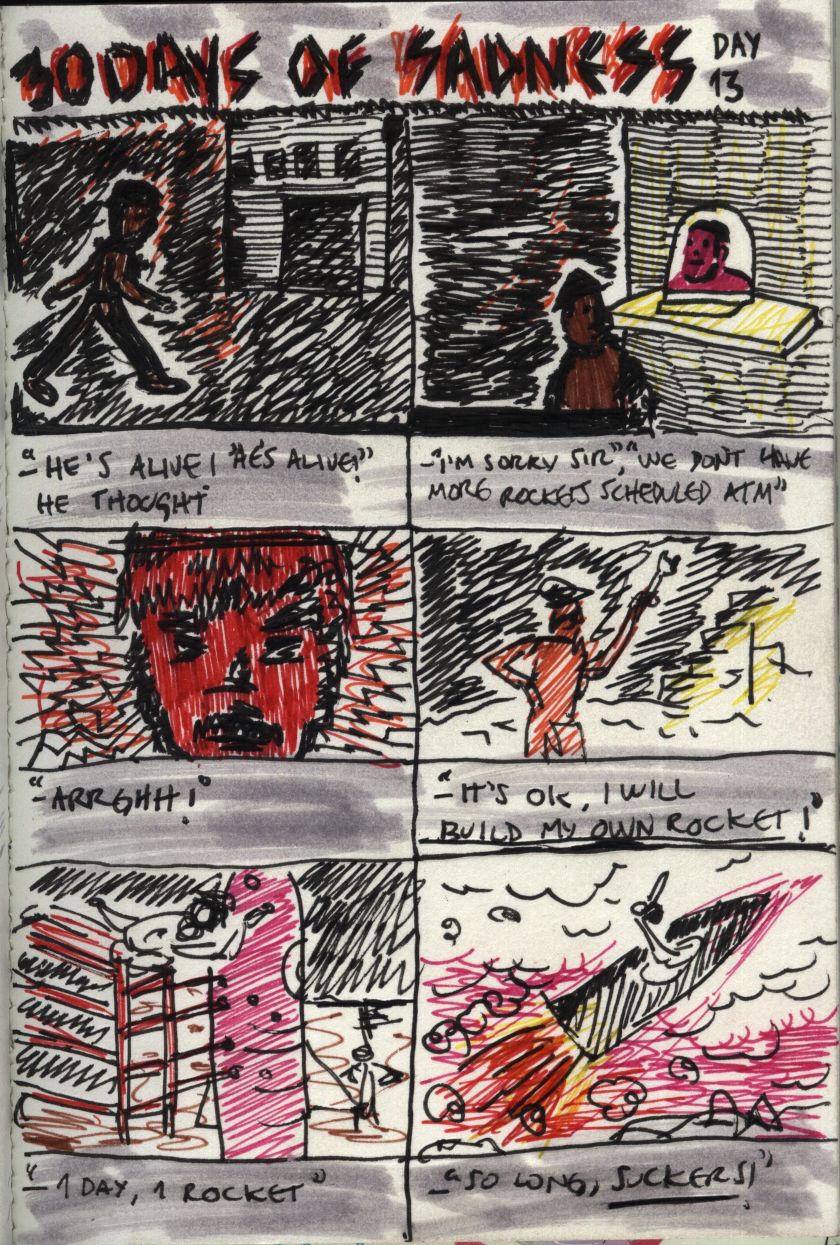 30 DAYS OF SADNESS DAY
13
"- HE'S ALIVE! "HE'S ALIVE!"
HE THOUGHT"
-"I'M SORRY SIR", "WE DON'T HAVE
MORE ROCKETS SCHEDULED ATM"
"-ARRGHH!"
"-IT'S OK, I WILL
BUILD MY OWN ROCKET!"
"-1 DAY, 1 ROCKET"
-"SO LONG, SUCKERS!"